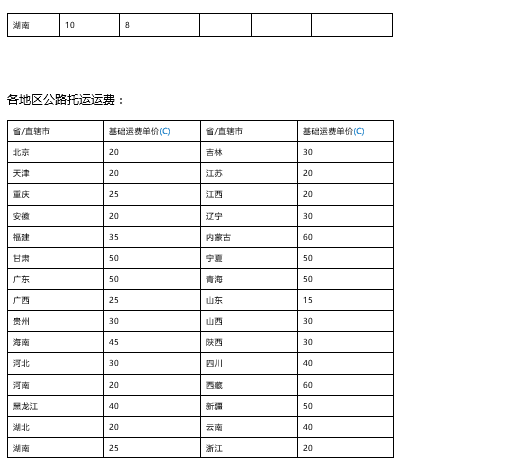 湖南 10 8
各地区公路托运运费：
省/直辖市 基础运费单价(C) 省/直辖市 基础运费单价(C)
北京 20 吉林 30
天津 20 江苏 20
重庆 25 江西 20
安徽 20 辽宁 30
福建 35 内蒙古 60
甘肃 50 宁夏 50
广东 50 青海 50
广西 25 山东 15
贵州 30 山西 30
海南 45 陕西 30
河北 30 四川 40
河南 20 西藏 60
黑龙江 40 新疆 50
湖北 20 云南 40
湖南 25 浙江 20